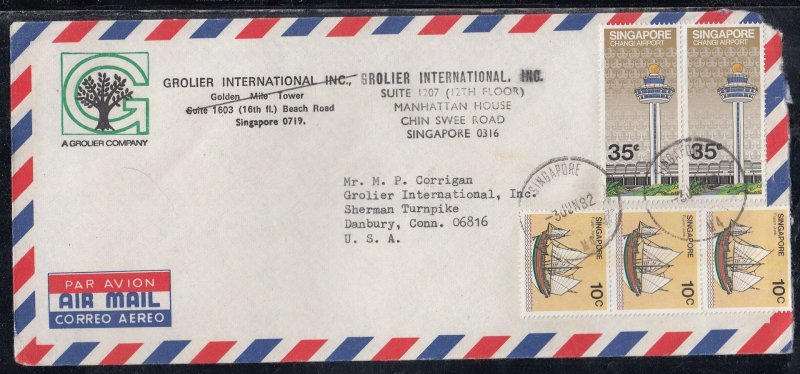 G
A GROLIER COMPANY
GROLIER INTERNATIONAL INC.,
Golden Mile Tower
Suite 1603 (16th fl.) Beach Road
Singapore 0719.
GROLIER INTERNATIONAL, INC.
SUITE 1207 (12TH FLOOR)
MANHATTAN HOUSE
CHIN SWEE ROAD
SINGAPORE 0316
SINGAPORE
CHANGI AIRPORT
35c
SINGAPORE
CHANGI AIRPORT
35c
Mr. M. P. Corrigan
Grolier International, Inc.
Sherman Turnpike
Danbury, Conn. 06816
U. S. A.
SINGAPORE
-3JUN82
SINGAPORE
10c
SINGAPORE
10c
SINGAPORE
10c
PAR AVION
AIR MAIL
CORREO AEREO